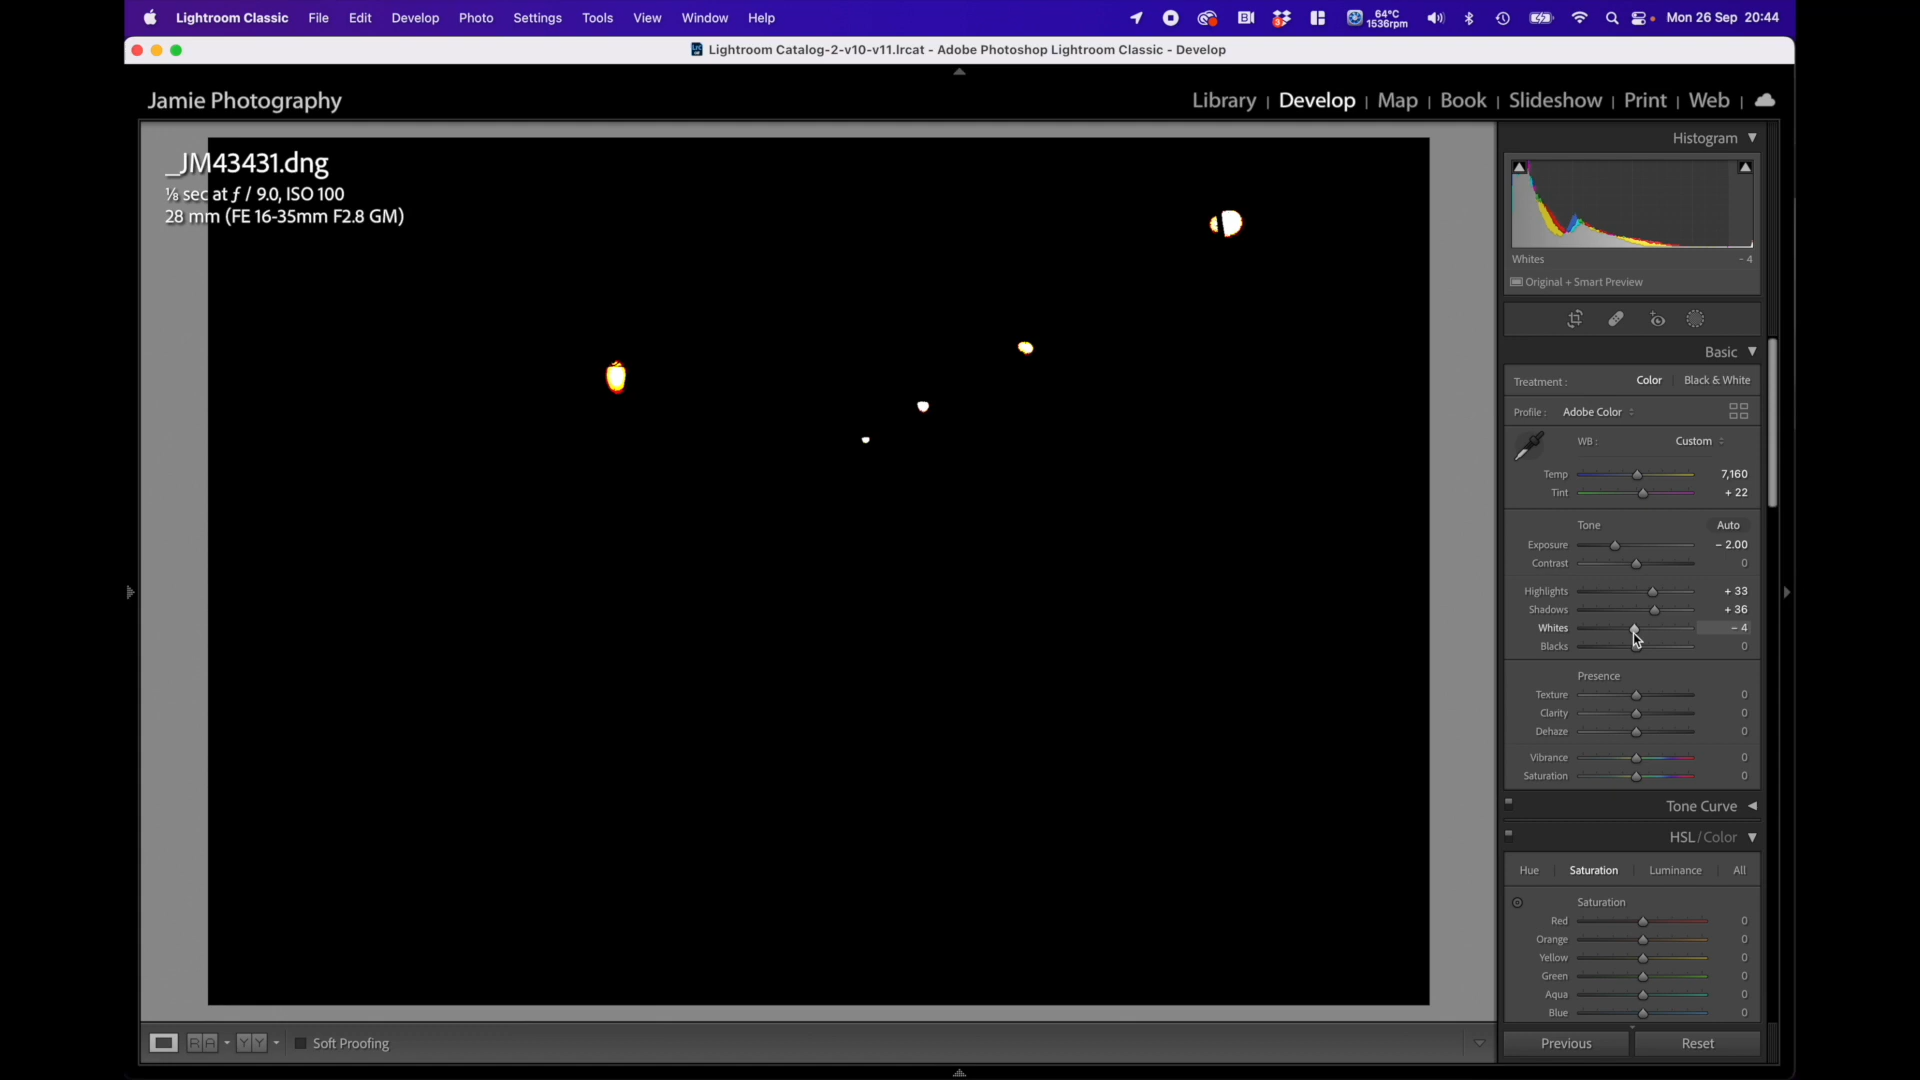 Lightroom Classic File Edit Develop Photo Settings Tools View Window Help 3 64°C 1536rpm Mon 26 Sep 20:44
Lightroom Catalog-2-v10-v11.lrcat - Adobe Photoshop Lightroom Classic - Develop
Jamie Photography
Library | Develop | Map | Book | Slideshow | Print | Web |
_JM43431.dng
⅛ sec at ƒ / 9.0, ISO 100
28 mm (FE 16-35mm F2.8 GM)
Histogram
Whites - 4
Original + Smart Preview
Basic
Treatment : Color Black & White
Profile : Adobe Color
WB : Custom
Temp 7,160
Tint + 22
Tone Auto
Exposure - 2.00
Contrast 0
Highlights + 33
Shadows + 36
Whites - 4
Blacks 0
Presence
Texture 0
Clarity 0
Dehaze 0
Vibrance 0
Saturation 0
Tone Curve
HSL / Color
Hue Saturation Luminance All
Saturation
Red 0
Orange 0
Yellow 0
Green 0
Aqua 0
Blue 0
R A Y Y Soft Proofing
Previous Reset